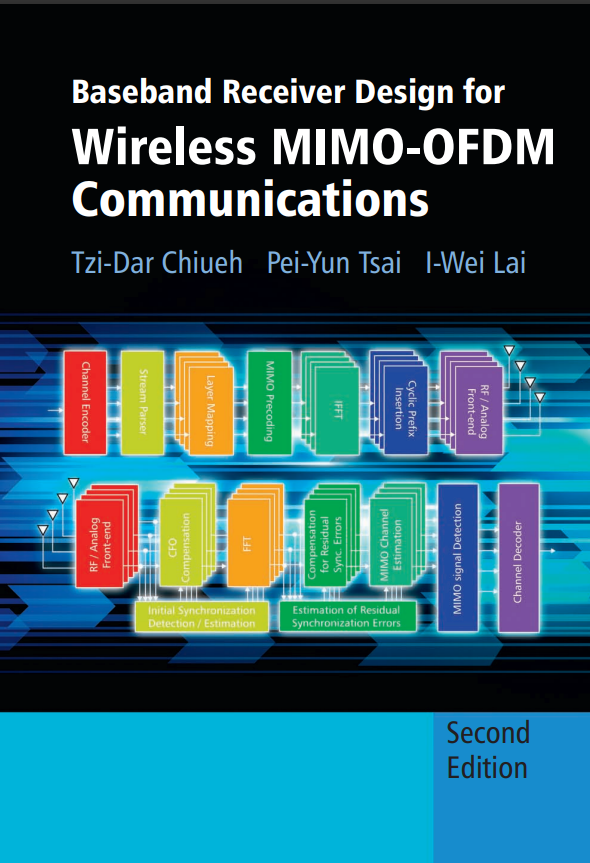 Baseband Receiver Design for
Wireless MIMO-OFDM
Communications
Tzi-Dar Chiueh Pei-Yun Tsai I-Wei Lai
Channel Encoder
Stream Parser
Layer Mapping
MIMO Precoding
IFFT
Cyclic Prefix
Insertion
RF / Analog
Front-end
RF / Analog
Front-end
CFO
Compensation
FFT
Compensation
for Residual
Sync. Errors
MIMO Channel
Estimation
MIMO signal Detection
Channel Decoder
Initial Synchronization
Detection / Estimation
Estimation of Residual
Synchronization Errors
Second
Edition